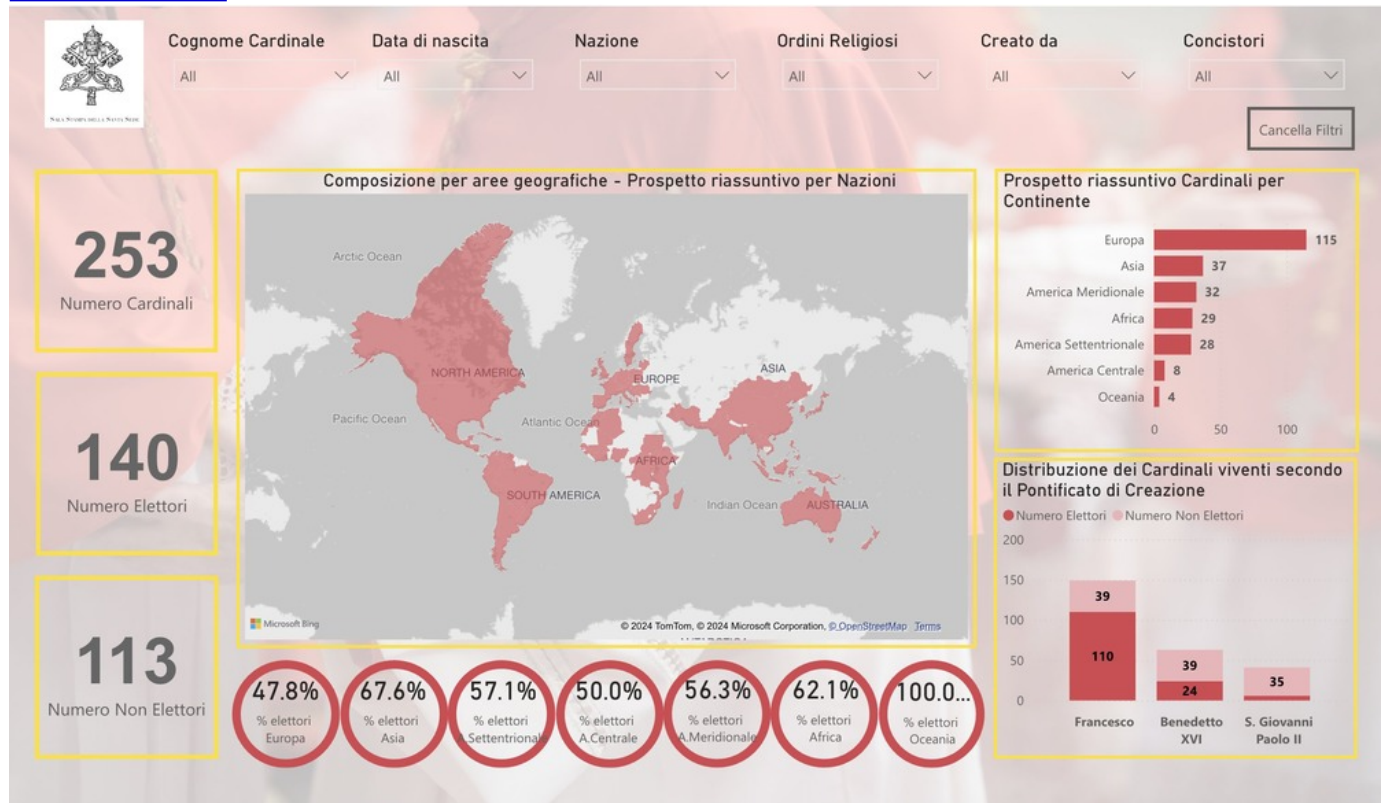 Cognome Cardinale
All
Data di nascita
All
Nazione
All
Ordini Religiosi
All
Creato da
All
Concistori
All
SALA STAMPA DELLA SANTA SEDE
Cancella Filtri
253
Numero Cardinali
140
Numero Elettori
113
Numero Non Elettori
Composizione per aree geografiche - Prospetto riassuntivo per Nazioni
Arctic Ocean
NORTH AMERICA
EUROPE
ASIA
Pacific Ocean
Atlantic Ocean
AFRICA
SOUTH AMERICA
Indian Ocean
AUSTRALIA
Microsoft Bing
© 2024 TomTom, © 2024 Microsoft Corporation, © OpenStreetMap Terms
47.8%
% elettori
Europa
67.6%
% elettori
Asia
57.1%
% elettori
A.Settentrionale
50.0%
% elettori
A.Centrale
56.3%
% elettori
A.Meridionale
62.1%
% elettori
Africa
100.0...
% elettori
Oceania
Prospetto riassuntivo Cardinali per
Continente
Europa 115
Asia 37
America Meridionale 32
Africa 29
America Settentrionale 28
America Centrale 8
Oceania 4
0 50 100
Distribuzione dei Cardinali viventi secondo
il Pontificato di Creazione
Numero Elettori Numero Non Elettori
200
150
100
50
0
39
110
39
24
35
Francesco
Benedetto
XVI
S. Giovanni
Paolo II